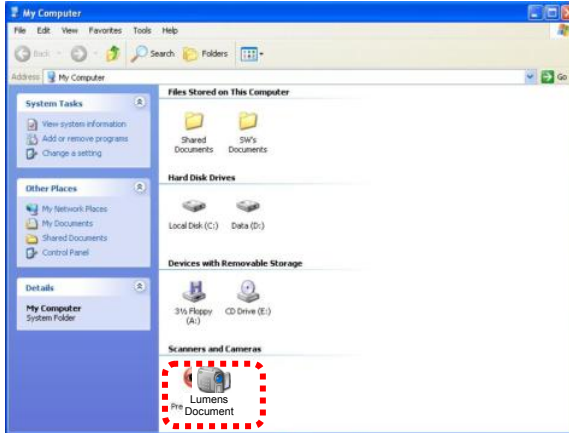 My Computer
File Edit View Favorites Tools Help
Back Search Folders
Address My Computer Go
System Tasks
View system information
Add or remove programs
Change a setting
Other Places
My Network Places
My Documents
Shared Documents
Control Panel
Details
My Computer
System Folder
Files Stored on This Computer
Shared Documents
SW's Documents
Hard Disk Drives
Local Disk (C:) Data (D:)
Devices with Removable Storage
3½ Floppy (A:)
CD Drive (E:)
Scanners and Cameras
Lumens
Document